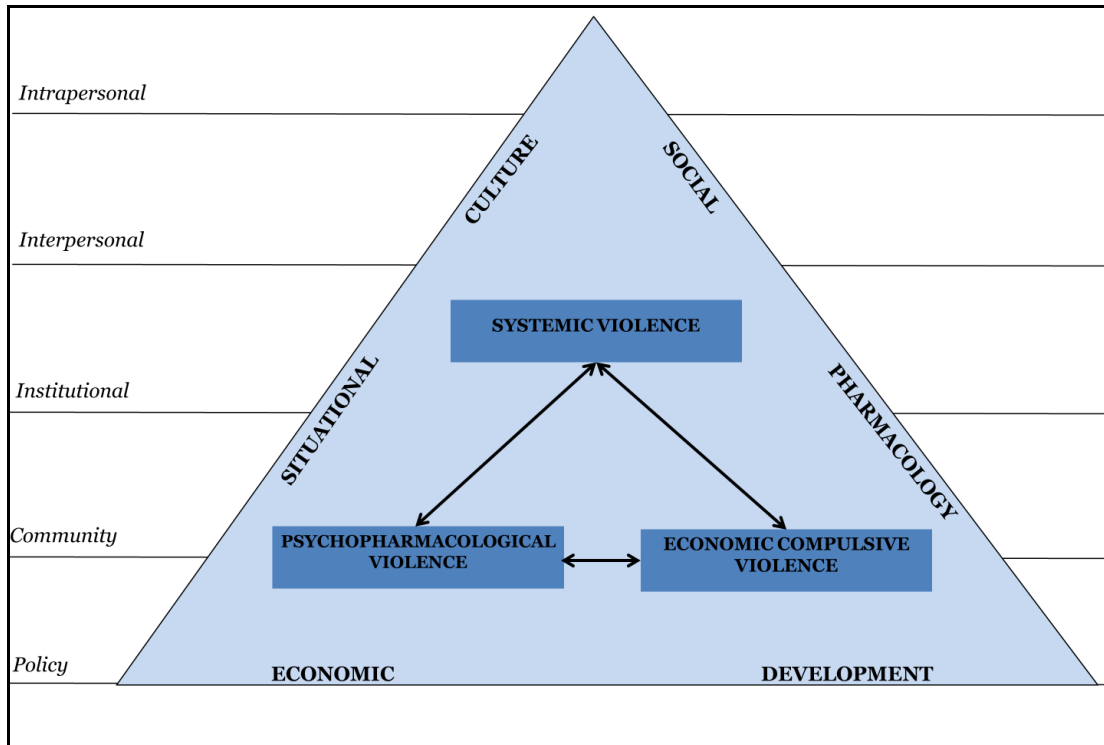 Intrapersonal
CULTURE
SOCIAL
Interpersonal
SYSTEMIC VIOLENCE
Institutional
SITUATIONAL
PHARMACOLOGY
Community
PSYCHOPHARMACOLOGICAL
VIOLENCE
ECONOMIC COMPULSIVE
VIOLENCE
Policy
ECONOMIC
DEVELOPMENT